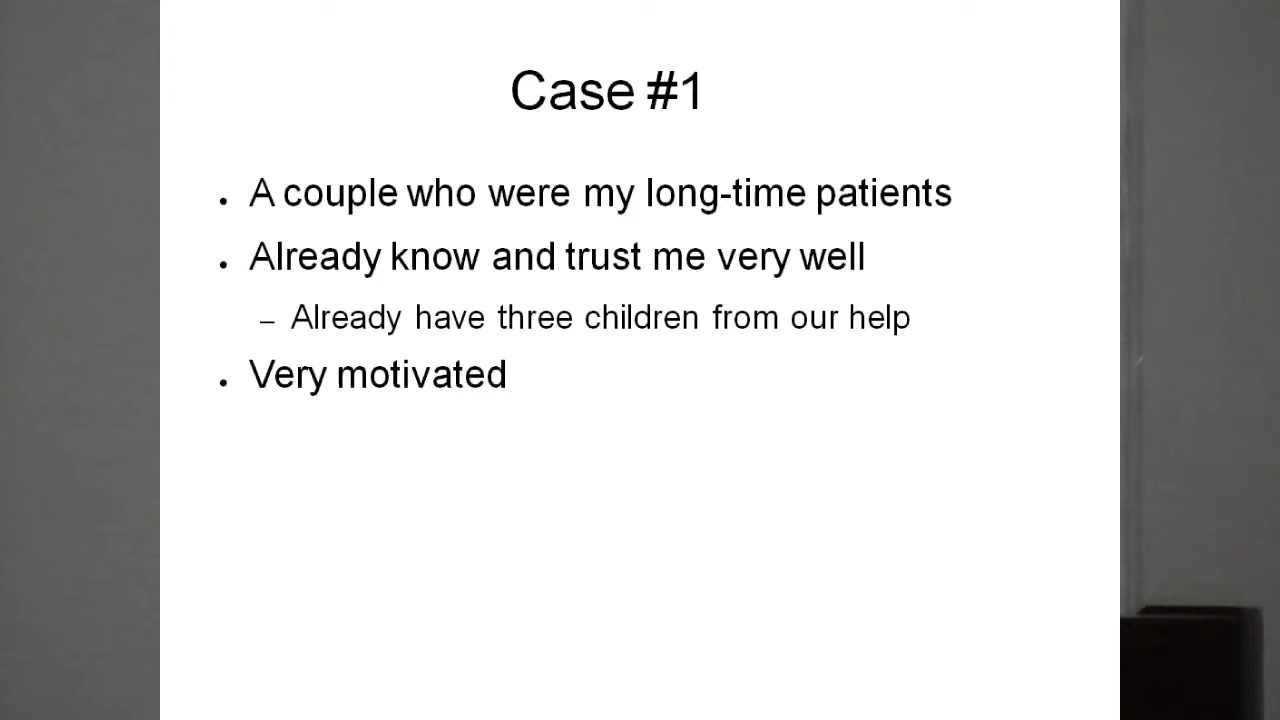 Case #1
• A couple who were my long-time patients
• Already know and trust me very well
– Already have three children from our help
• Very motivated